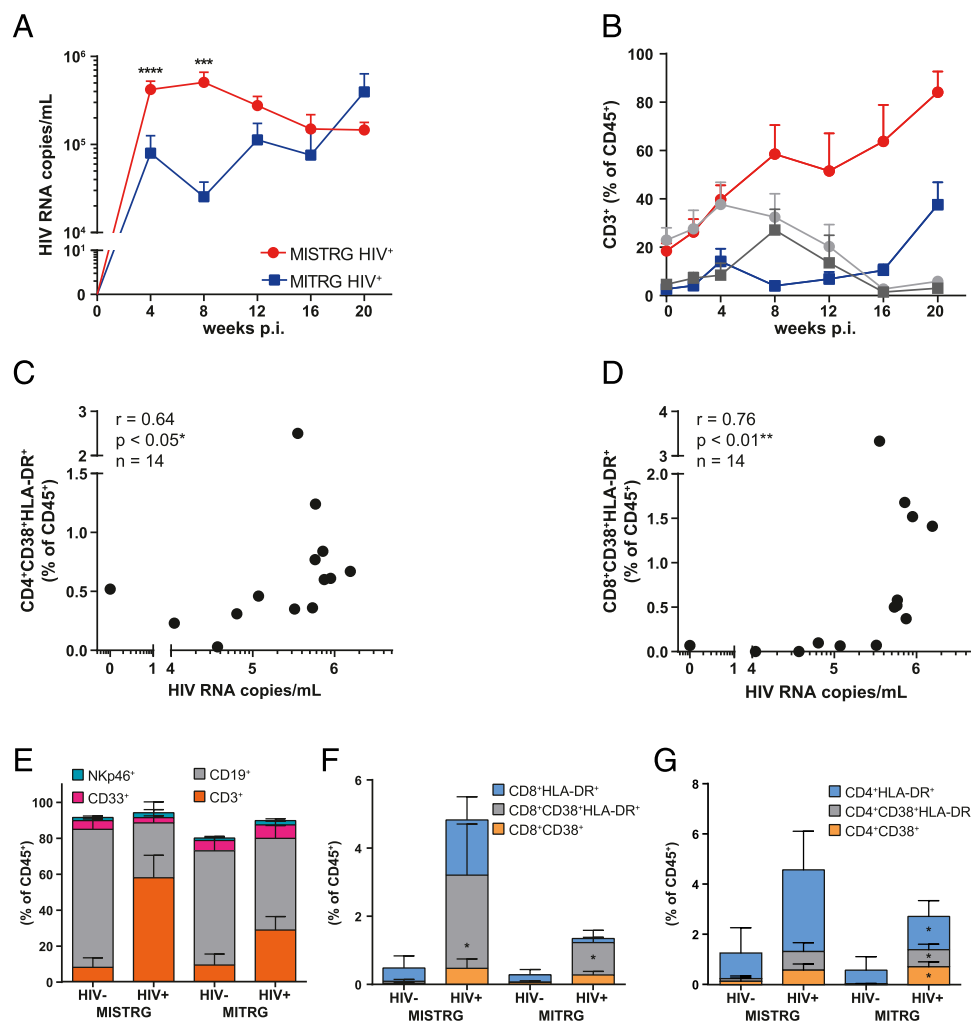 A
HIV RNA copies/mL
10⁶
10⁵
10⁴
10¹
0
****
***
MISTRG HIV⁺
MITRG HIV⁺
0 4 8 12 16 20
weeks p.i.
B
CD3⁺ (% of CD45⁺)
100
80
60
40
20
0
0 4 8 12 16 20
weeks p.i.
C
CD4⁺CD38⁺HLA-DR⁺
(% of CD45⁺)
3
2
1.5
1.0
0.5
0.0
r = 0.64
p < 0.05*
n = 14
0 1 4 5 6
HIV RNA copies/mL
D
CD8⁺CD38⁺HLA-DR⁺
(% of CD45⁺)
4
3
2
2.0
1.5
1.0
0.5
0.0
r = 0.76
p < 0.01**
n = 14
0 1 4 5 6
HIV RNA copies/mL
E
NKp46⁺ CD19⁺
CD33⁺ CD3⁺
(% of CD45⁺)
100
80
60
40
20
0
HIV- HIV+ HIV- HIV+
MISTRG MITRG
F
CD8⁺HLA-DR⁺
CD8⁺CD38⁺HLA-DR⁺
CD8⁺CD38⁺
(% of CD45⁺)
6
4
2
0
*
*
HIV- HIV+ HIV- HIV+
MISTRG MITRG
G
CD4⁺HLA-DR⁺
CD4⁺CD38⁺HLA-DR
CD4⁺CD38⁺
(% of CD45⁺)
8
6
4
2
0
*
*
*
HIV- HIV+ HIV- HIV+
MISTRG MITRG